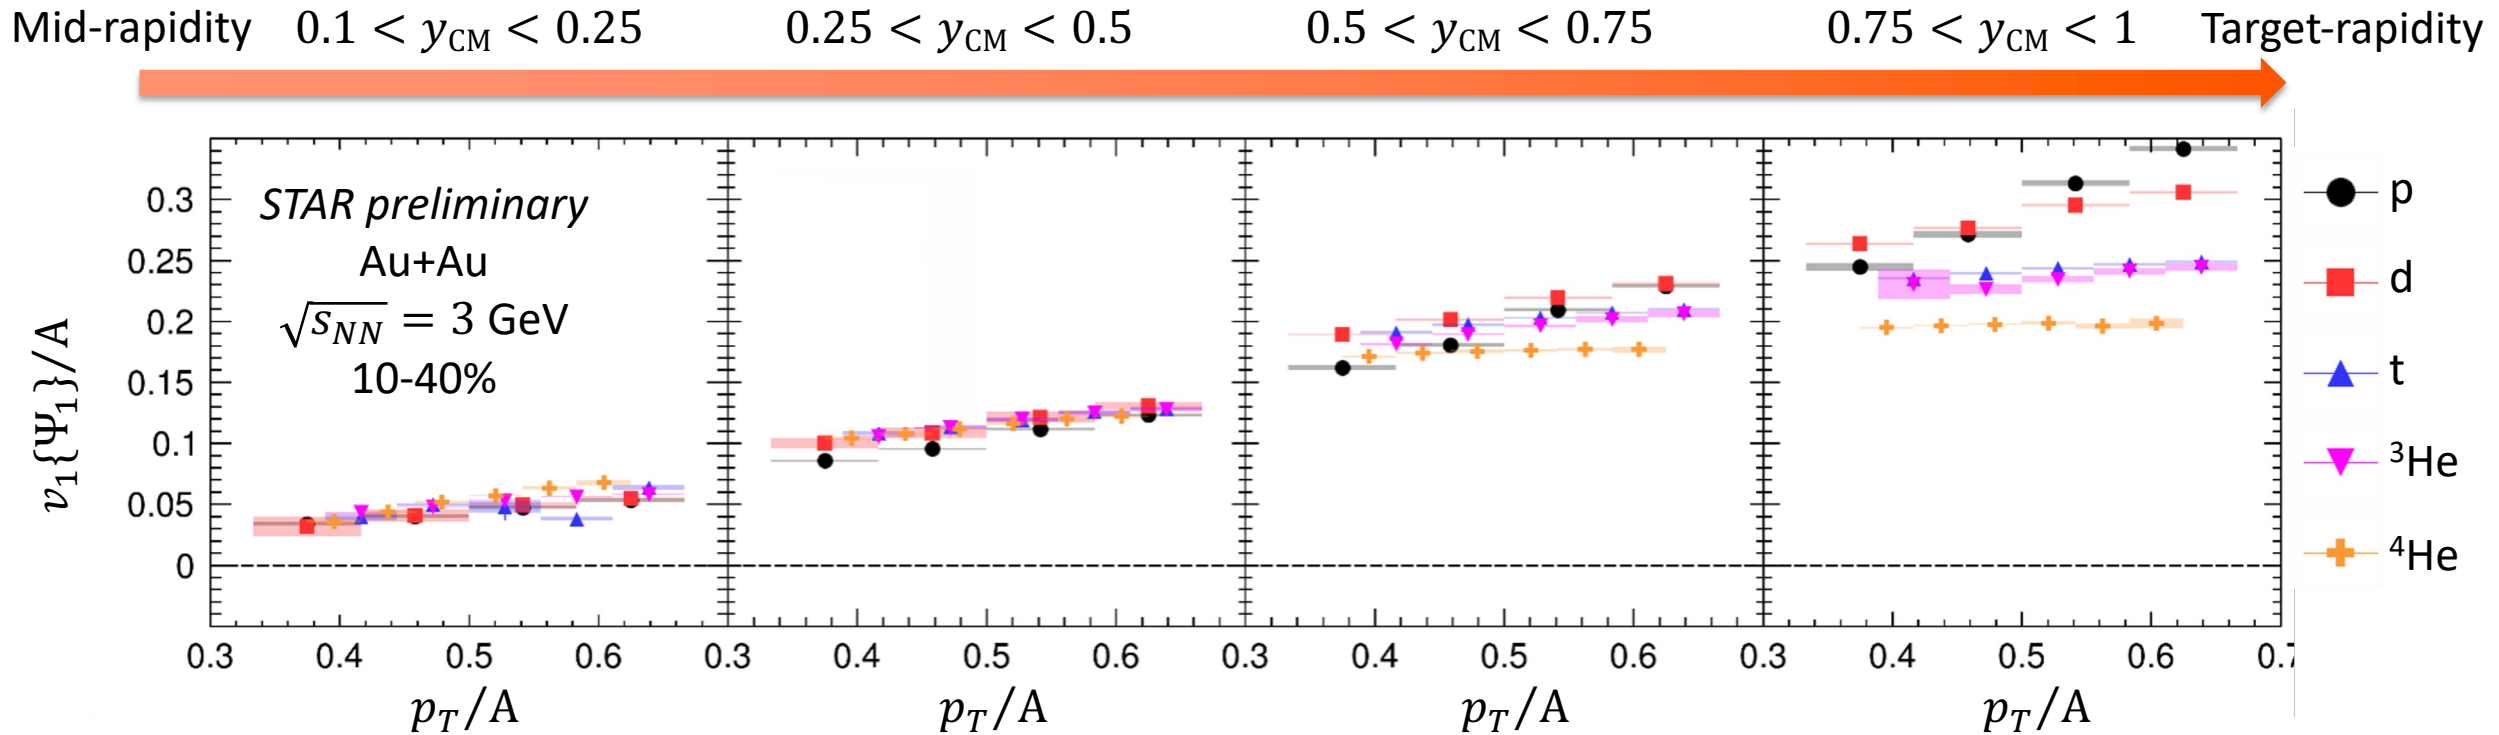 Mid-rapidity 0.1 < y_CM < 0.25 0.25 < y_CM < 0.5 0.5 < y_CM < 0.75 0.75 < y_CM < 1 Target-rapidity
STAR preliminary
Au+Au
√s_NN = 3 GeV
10-40%
v₁{Ψ₁}/A
0.3
0.25
0.2
0.15
0.1
0.05
0
0.3 0.4 0.5 0.6 0.3 0.4 0.5 0.6 0.3 0.4 0.5 0.6 0.3 0.4 0.5 0.6 0.7
p_T/A p_T/A p_T/A p_T/A
p
d
t
³He
⁴He